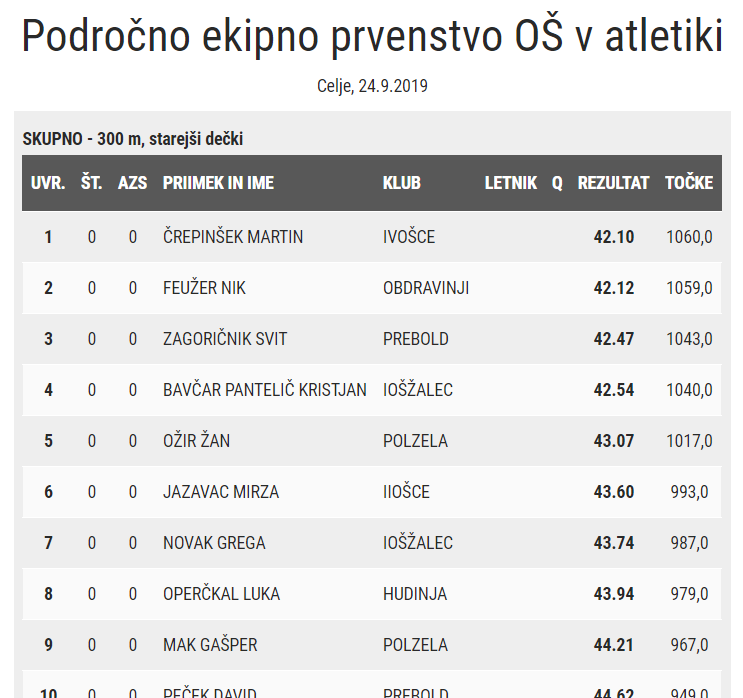 Področno ekipno prvenstvo OŠ v atletiki
Celje, 24.9.2019
SKUPNO - 300 m, starejši dečki
UVR. ŠT. AZS PRIIMEK IN IME KLUB LETNIK Q REZULTAT TOČKE
1 0 0 ČREPINŠEK MARTIN IVOŠCE 42.10 1060,0
2 0 0 FEUŽER NIK OBDRAVINJI 42.12 1059,0
3 0 0 ZAGORIČNIK SVIT PREBOLD 42.47 1043,0
4 0 0 BAVČAR PANTELIČ KRISTJAN IOŠŽALEC 42.54 1040,0
5 0 0 OŽIR ŽAN POLZELA 43.07 1017,0
6 0 0 JAZAVAC MIRZA IIOŠCE 43.60 993,0
7 0 0 NOVAK GREGA IOŠŽALEC 43.74 987,0
8 0 0 OPERČKAL LUKA HUDINJA 43.94 979,0
9 0 0 MAK GAŠPER POLZELA 44.21 967,0
10 0 0 PEČEK DAVID PREBOLD 44.62 949,0